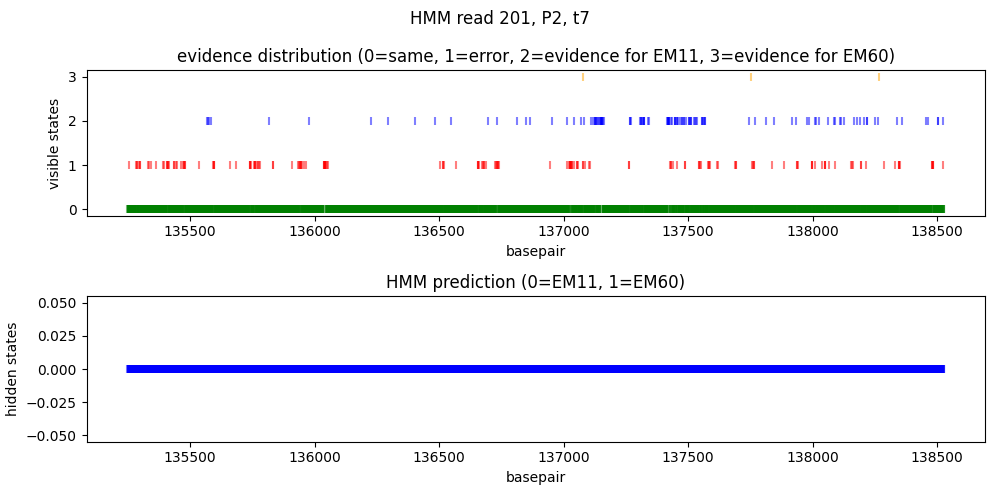 HMM read 201, P2, t7
evidence distribution (0=same, 1=error, 2=evidence for EM11, 3=evidence for EM60)
visible states
3
2
1
0
135500 136000 136500 137000 137500 138000 138500
basepair
HMM prediction (0=EM11, 1=EM60)
hidden states
0.050
0.025
0.000
−0.025
−0.050
135500 136000 136500 137000 137500 138000 138500
basepair